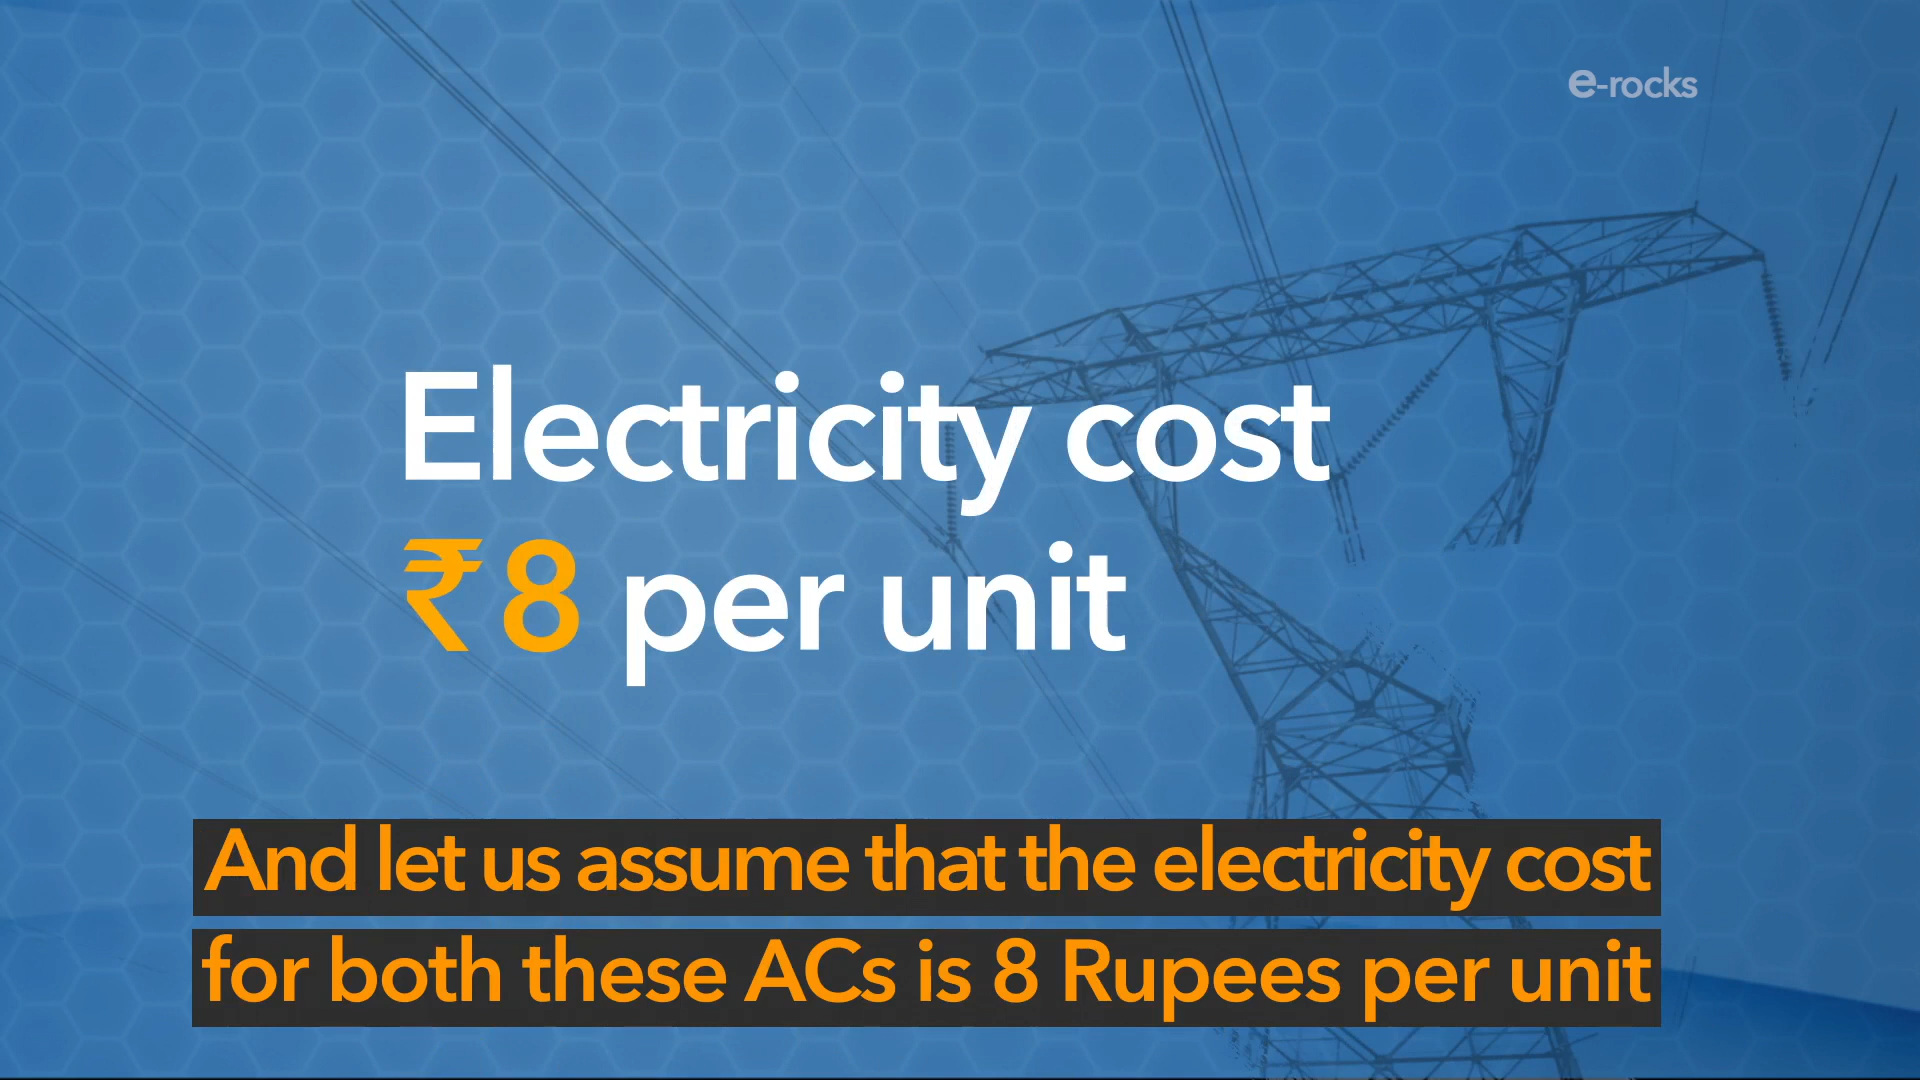 e-rocks
Electricity cost
₹8 per unit
And let us assume that the electricity cost
for both these ACs is 8 Rupees per unit